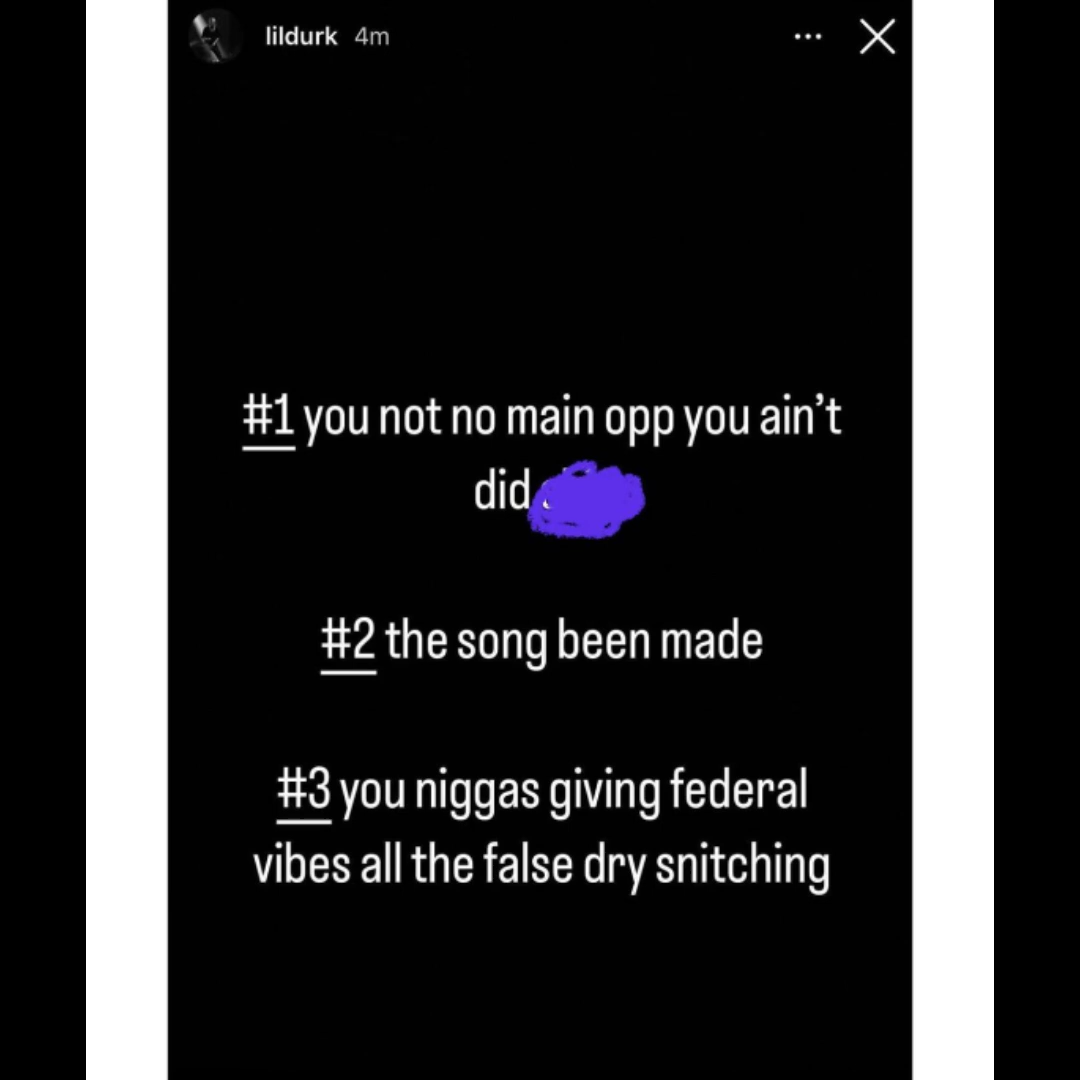 lildurk 4m
#1 you not no main opp you ain't
did
#2 the song been made
#3 you niggas giving federal
vibes all the false dry snitching